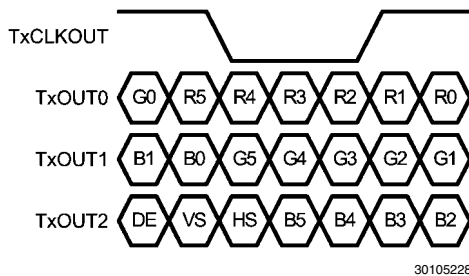 TxCLKOUT
TxOUT0 G0 R5 R4 R3 R2 R1 R0
TxOUT1 B1 B0 G5 G4 G3 G2 G1
TxOUT2 DE VS HS B5 B4 B3 B2
30105228